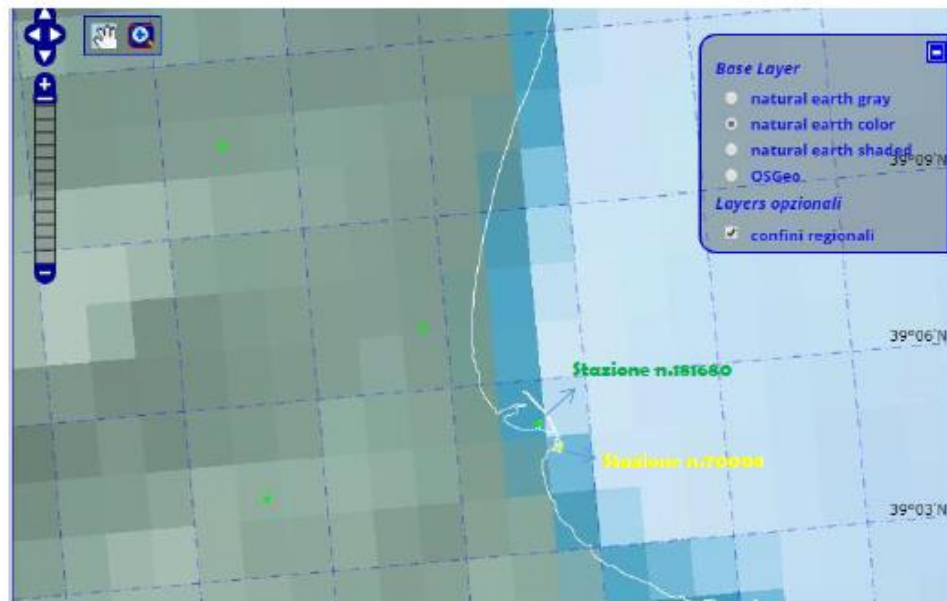 Base Layer
natural earth gray
natural earth color
natural earth shaded
OSGeo
39°09'N
Layers opzionali
confini regionali
39°06'N
Stazione n.181680
Stazione
39°03'N